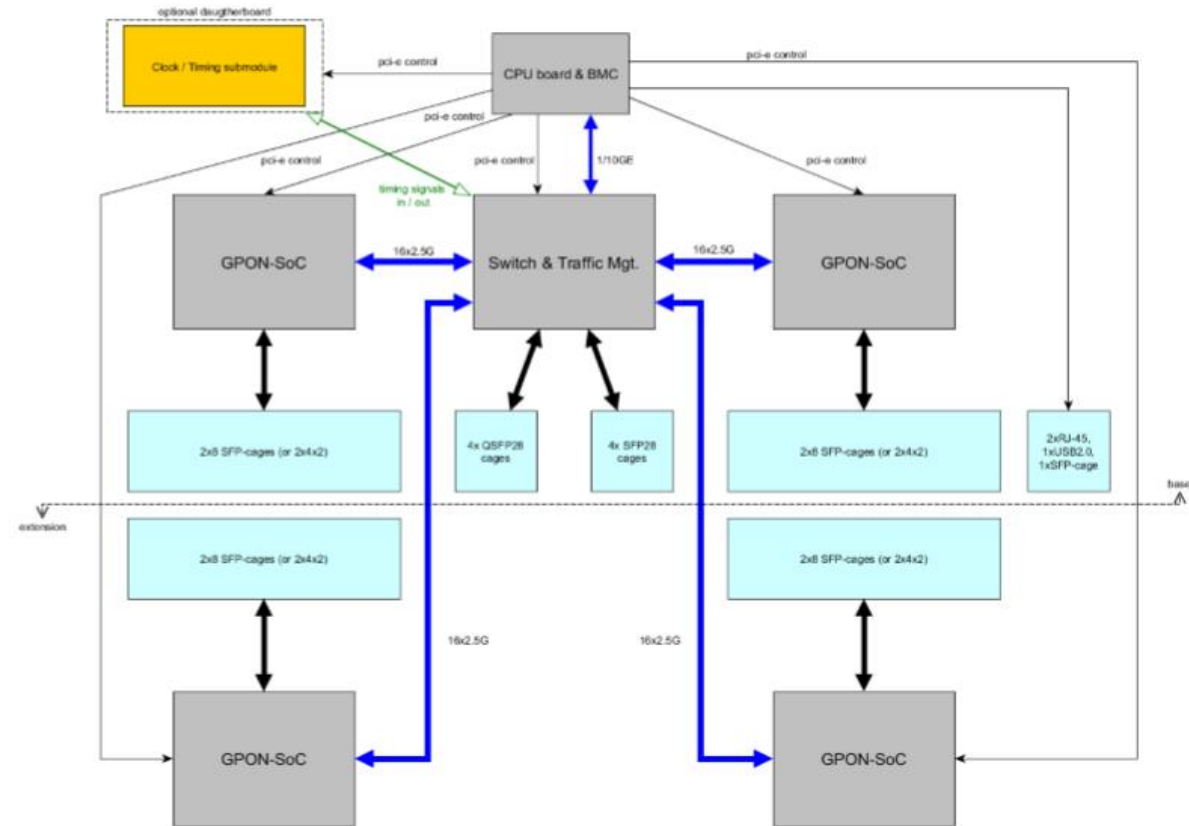 optional daugtherboard
Clock / Timing submodule
pci-e control
CPU board & BMC
pci-e control
pci-e control
pci-e control
pci-e control
1/10GE
pci-e control
timing signals
in / out
GPON-SoC
16x2.5G
Switch & Traffic Mgt.
16x2.5G
GPON-SoC
2x8 SFP-cages (or 2x4x2)
4x QSFP28
cages
4x SFP28
cages
2x8 SFP-cages (or 2x4x2)
2xRJ-45,
1xUSB2.0,
1xSFP-cage
base
extension
2x8 SFP-cages (or 2x4x2)
2x8 SFP-cages (or 2x4x2)
16x2.5G
16x2.5G
GPON-SoC
GPON-SoC